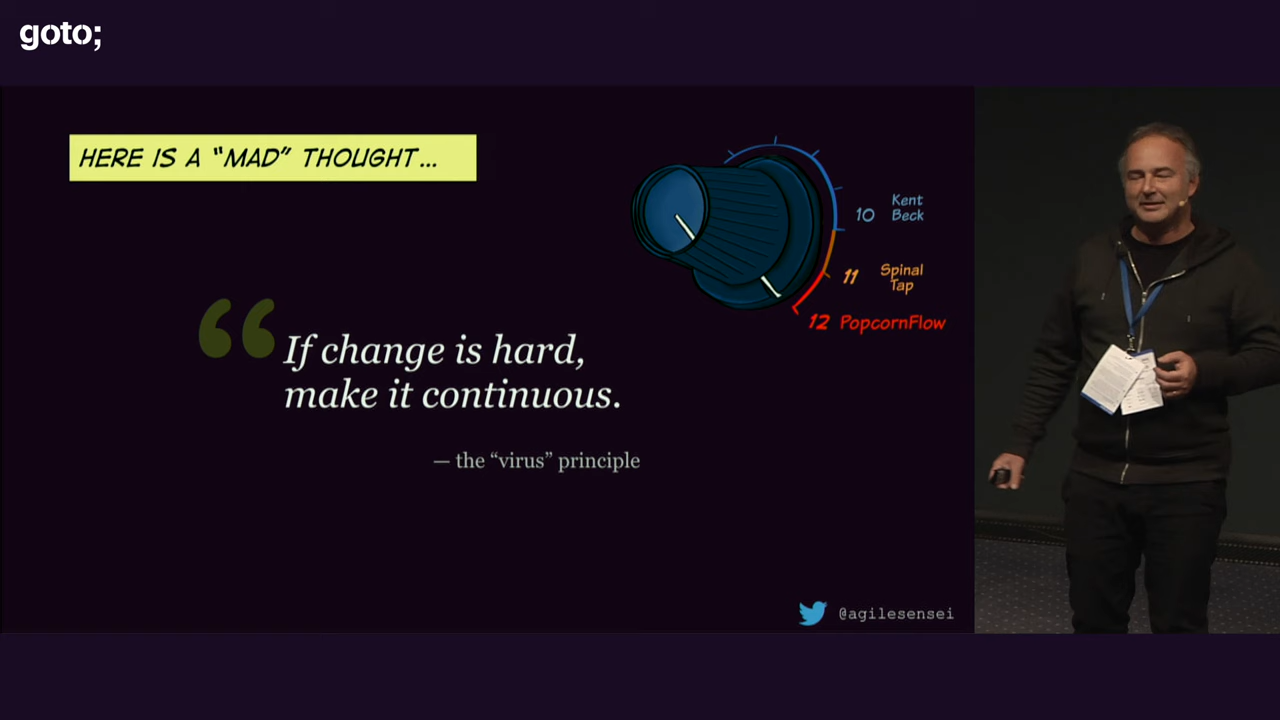 goto;
HERE IS A “MAD” THOUGHT...
10 Kent
Beck
11 Spinal
Tap
12 PopcornFlow
“ If change is hard,
make it continuous.
— the “virus” principle
@agilesensei